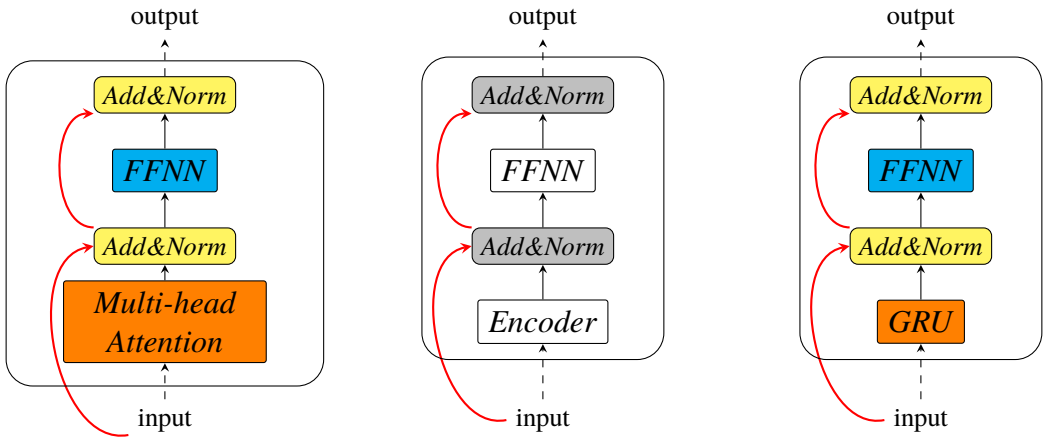 output
Add&Norm
FFNN
Add&Norm
Multi-head
Attention
input
output
Add&Norm
FFNN
Add&Norm
Encoder
input
output
Add&Norm
FFNN
Add&Norm
GRU
input